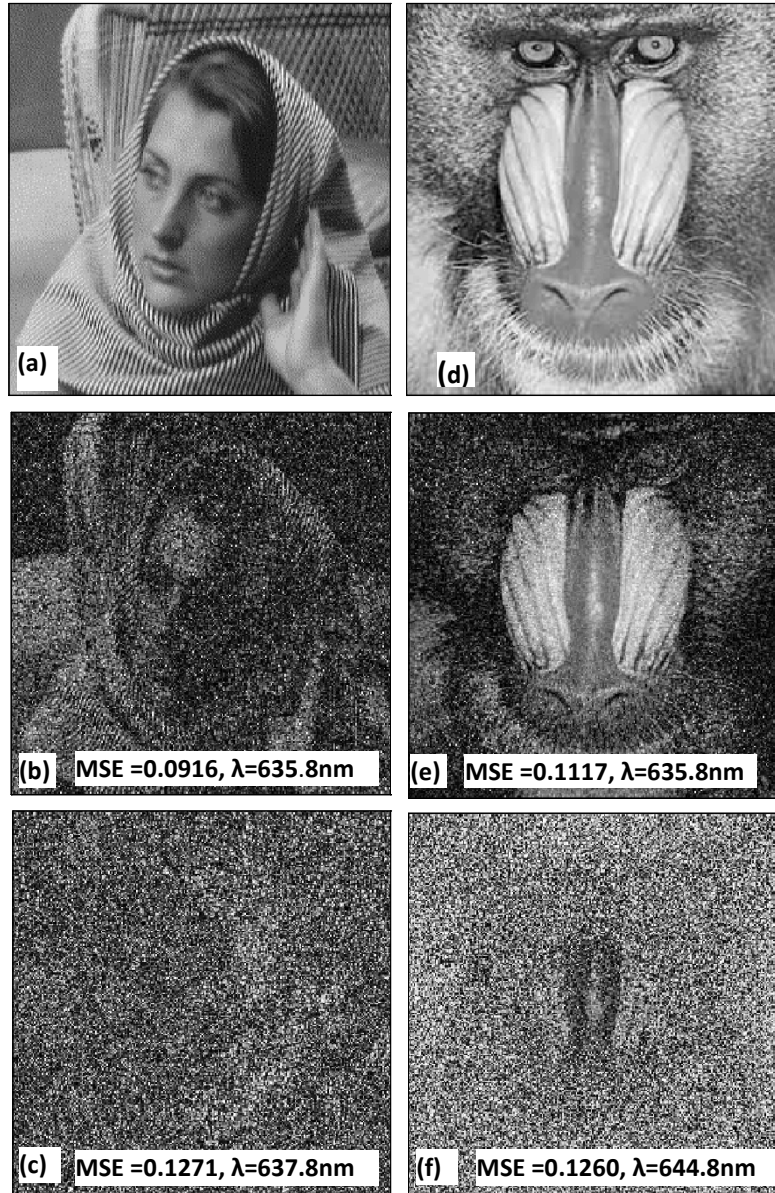 (a)
(d)
(b) MSE =0.0916, λ=635.8nm
(e) MSE =0.1117, λ=635.8nm
(c) MSE =0.1271, λ=637.8nm
(f) MSE =0.1260, λ=644.8nm